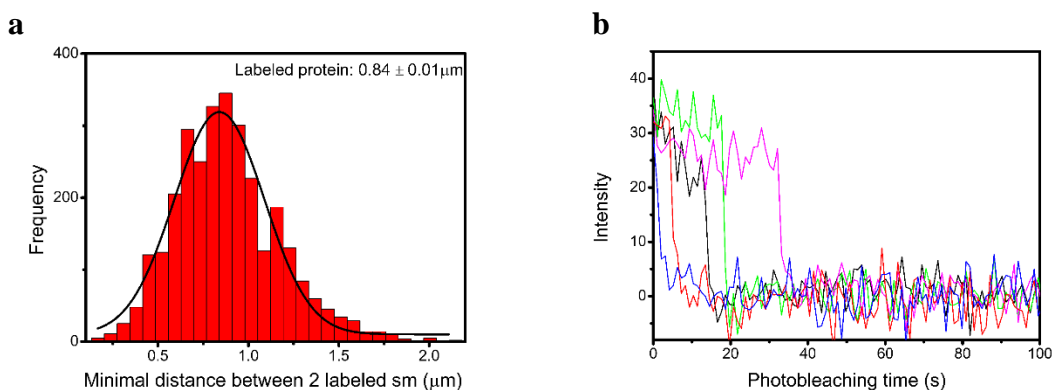 a
Labeled protein: 0.84 ± 0.01µm
Frequency
400
200
0
0.5
1.0
1.5
2.0
Minimal distance between 2 labeled sm (µm)
b
Intensity
40
30
20
10
0
0
20
40
60
80
100
Photobleaching time (s)